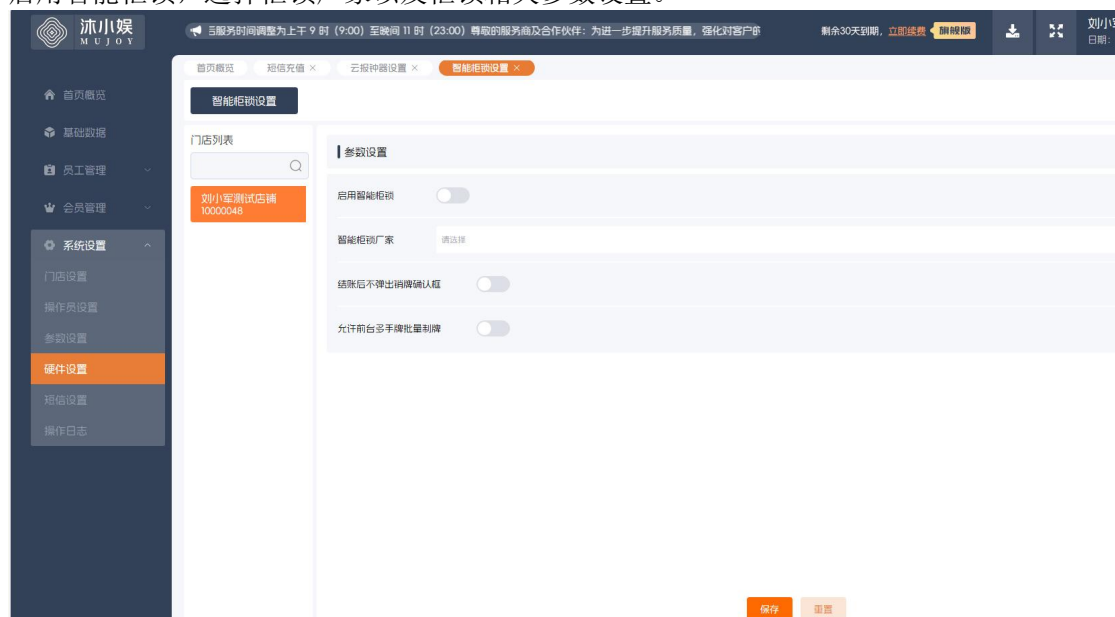 启用智能柜锁，选择柜锁厂家以及柜锁相关参数设置。
沐小娱
MUJOY
服务时间调整为上午 9 时 (9:00) 至晚间 11 时 (23:00) 尊敬的服务商及合作伙伴：为进一步提升服务质量，强化对客户
剩余30天到期, 立即续费
旗舰版
刘小
日期:
首页概览
短信充值 ×
云报钟器设置 ×
智能柜锁设置 ×
首页概览
基础数据
员工管理
会员管理
系统设置
门店设置
操作员设置
参数设置
硬件设置
短信设置
操作日志
智能柜锁设置
门店列表
刘小军测试店铺
10000048
参数设置
启用智能柜锁
智能柜锁厂家
请选择
结账后不弹出销牌确认框
允许前台多手牌批量制牌
保存
重置